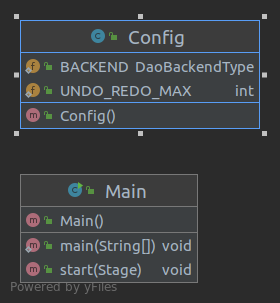 Config
BACKEND DaoBackendType
UNDO_REDO_MAX int
Config()
Main
Main()
main(String[]) void
start(Stage) void
Powered by yFiles